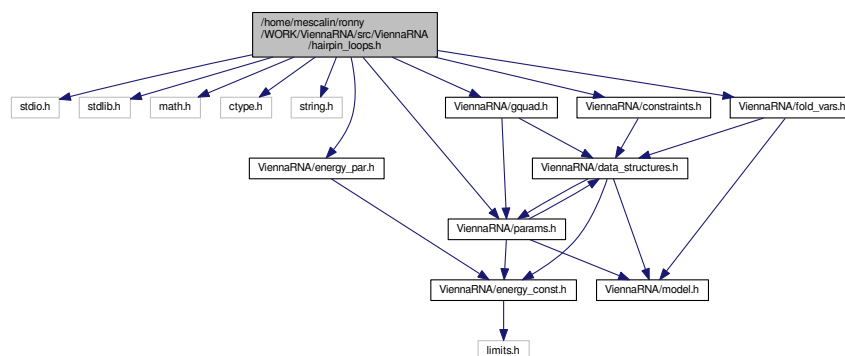 /home/mescalin/ronny
/WORK/ViennaRNA/src/ViennaRNA
/hairpin_loops.h
stdio.h
stdlib.h
math.h
ctype.h
string.h
ViennaRNA/gquad.h
ViennaRNA/constraints.h
ViennaRNA/fold_vars.h
ViennaRNA/energy_par.h
ViennaRNA/data_structures.h
ViennaRNA/params.h
ViennaRNA/energy_const.h
ViennaRNA/model.h
limits.h